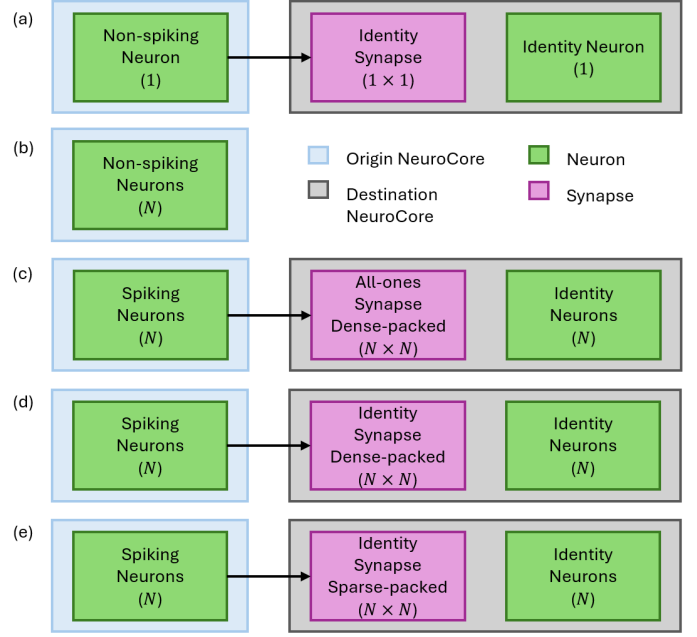 (a)
Non-spiking
Neuron
(1)
Identity
Synapse
(1 × 1)
Identity Neuron
(1)
(b)
Non-spiking
Neurons
(N)
Origin NeuroCore
Neuron
Destination
NeuroCore
Synapse
(c)
Spiking
Neurons
(N)
All-ones
Synapse
Dense-packed
(N × N)
Identity
Neurons
(N)
(d)
Spiking
Neurons
(N)
Identity
Synapse
Dense-packed
(N × N)
Identity
Neurons
(N)
(e)
Spiking
Neurons
(N)
Identity
Synapse
Sparse-packed
(N × N)
Identity
Neurons
(N)